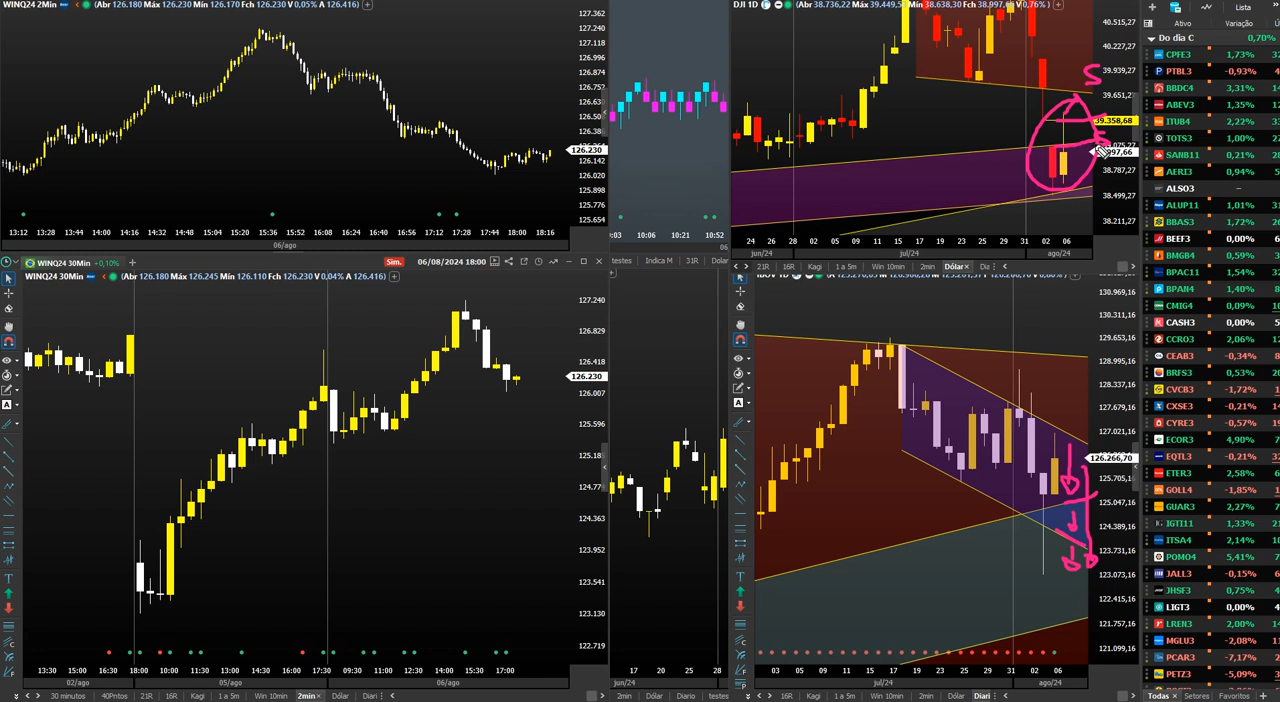 WINQ24 2Min (Abr 126.180 Máx 126.230 Mín 126.170 Fch 126.230 V 0,05% A 126.416)
127.362
127.240
127.118
126.996
126.874
126.752
126.630
126.508
126.386
126.264
126.230
126.142
126.020
125.898
125.776
125.654
13:12 13:28 13:44 14:00 14:16 14:32 14:48 15:04 15:20 15:36 15:52 16:08 16:24 16:40 16:56 17:12 17:28 17:44 18:00 18:16
06/ago
WINQ24 30Min +0,10%
Sim. 06/08/2024 18:00
WINQ24 30Min (Abr 126.180 Máx 126.245 Mín 126.110 Fch 126.230 V 0,04% A 126.416)
127.240
126.829
126.418
126.230
126.007
125.596
125.185
124.774
124.363
123.952
123.541
123.130
122.719
13:30 15:00 16:30 18:00 10:00 11:30 13:00 14:30 16:00 17:30 09:30 11:00 12:30 14:00 15:30 17:00
02/ago 05/ago 06/ago
30 minutos 40Pntos 21R 16R Kagi 1 a 5m Win 10min 2min Dólar Diari
10:06 10:21 10:52
06
testes Indica M 31R Dolar
17 20 25
jun/24
2min Dolar Diario testes
DJI 1D (Abr 38.736,22 Mín 38.638,30
40.515,27
40.227,27
39.939,27
39.651,27
39.358,68
38.787,27
38.499,27
38.211,27
24 26 28 02 04 09 11 15 17 19 23 25 29 31 02 06
jun/24 jul/24 ago/24
21R 16R Kagi 1 a 5m Win 10min 2min Dólar Dia
130.969,16
130.311,16
129.653,16
128.995,16
128.337,16
127.679,16
127.021,16
126.266,70
125.705,16
125.047,16
124.389,16
123.731,16
123.073,16
122.415,16
121.757,16
121.099,16
03 05 09 11 15 17 19 23 25 29 31 02 06
jul/24 ago/24
16R Kagi 1 a 5m Win 10min 2min Dólar Diari
Lista
Ativo Variação
Do dia C 0,70%
CPFE3 1,73%
PTBL3 -0,93%
BBDC4 3,31%
ABEV3 1,35%
ITUB4 2,22%
TOTS3 1,00%
SANB11 0,21%
AERI3 0,94%
ALSO3 –
ALUP11 1,01%
BBAS3 1,72%
BEEF3 0,00%
BMGB4 0,59%
BPAC11 1,54%
BPAN4 1,40%
CMIG4 0,09%
CASH3 0,00%
CCRO3 2,06%
CEAB3 -0,34%
BRFS3 0,53%
CVCB3 -1,72%
CXSE3 -0,21%
CYRE3 -0,57%
ECOR3 4,90%
EQTL3 -0,21%
ETER3 2,58%
GOLL4 -1,85%
GUAR3 2,27%
IGTI11 1,33%
ITSA4 2,14%
POMO4 5,41%
JALL3 -0,15%
JHSF3 0,75%
LIGT3 0,00%
LREN3 2,00%
MGLU3 -2,08%
PCAR3 -7,17%
PETZ3 -5,09%
Todas Setores Favoritos